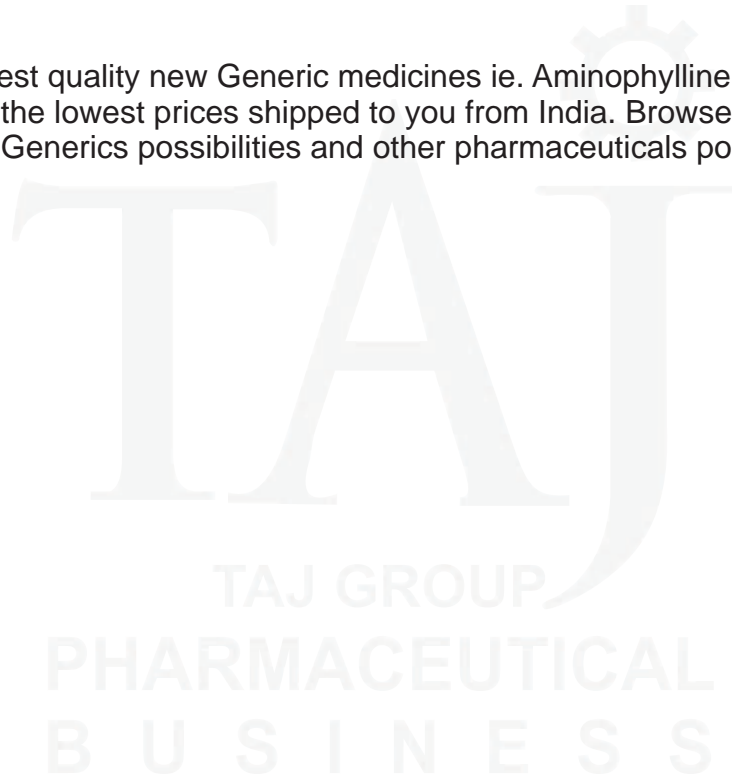 est quality new Generic medicines ie. Aminophylline
the lowest prices shipped to you from India. Browse
Generics possibilities and other pharmaceuticals po
TAJ
TAJ GROUP
PHARMACEUTICAL
BUSINESS